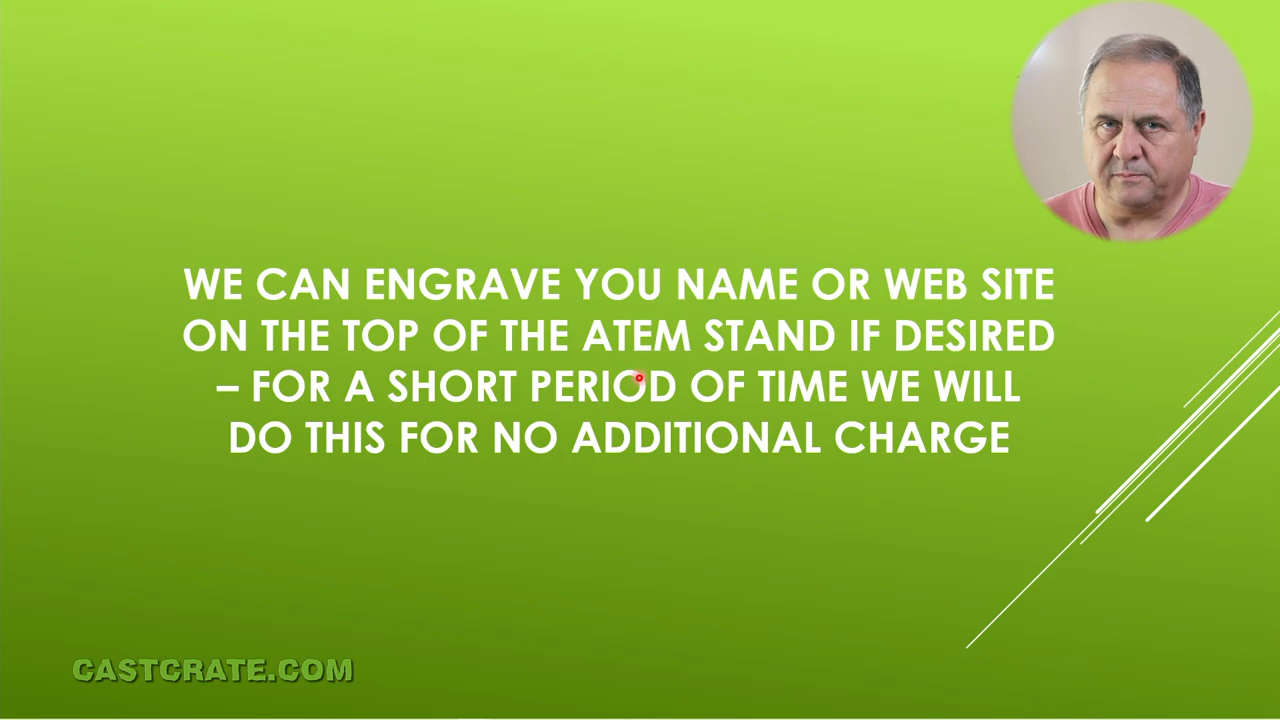 WE CAN ENGRAVE YOU NAME OR WEB SITE
ON THE TOP OF THE ATEM STAND IF DESIRED
– FOR A SHORT PERIOD OF TIME WE WILL
DO THIS FOR NO ADDITIONAL CHARGE
CASTCRATE.COM